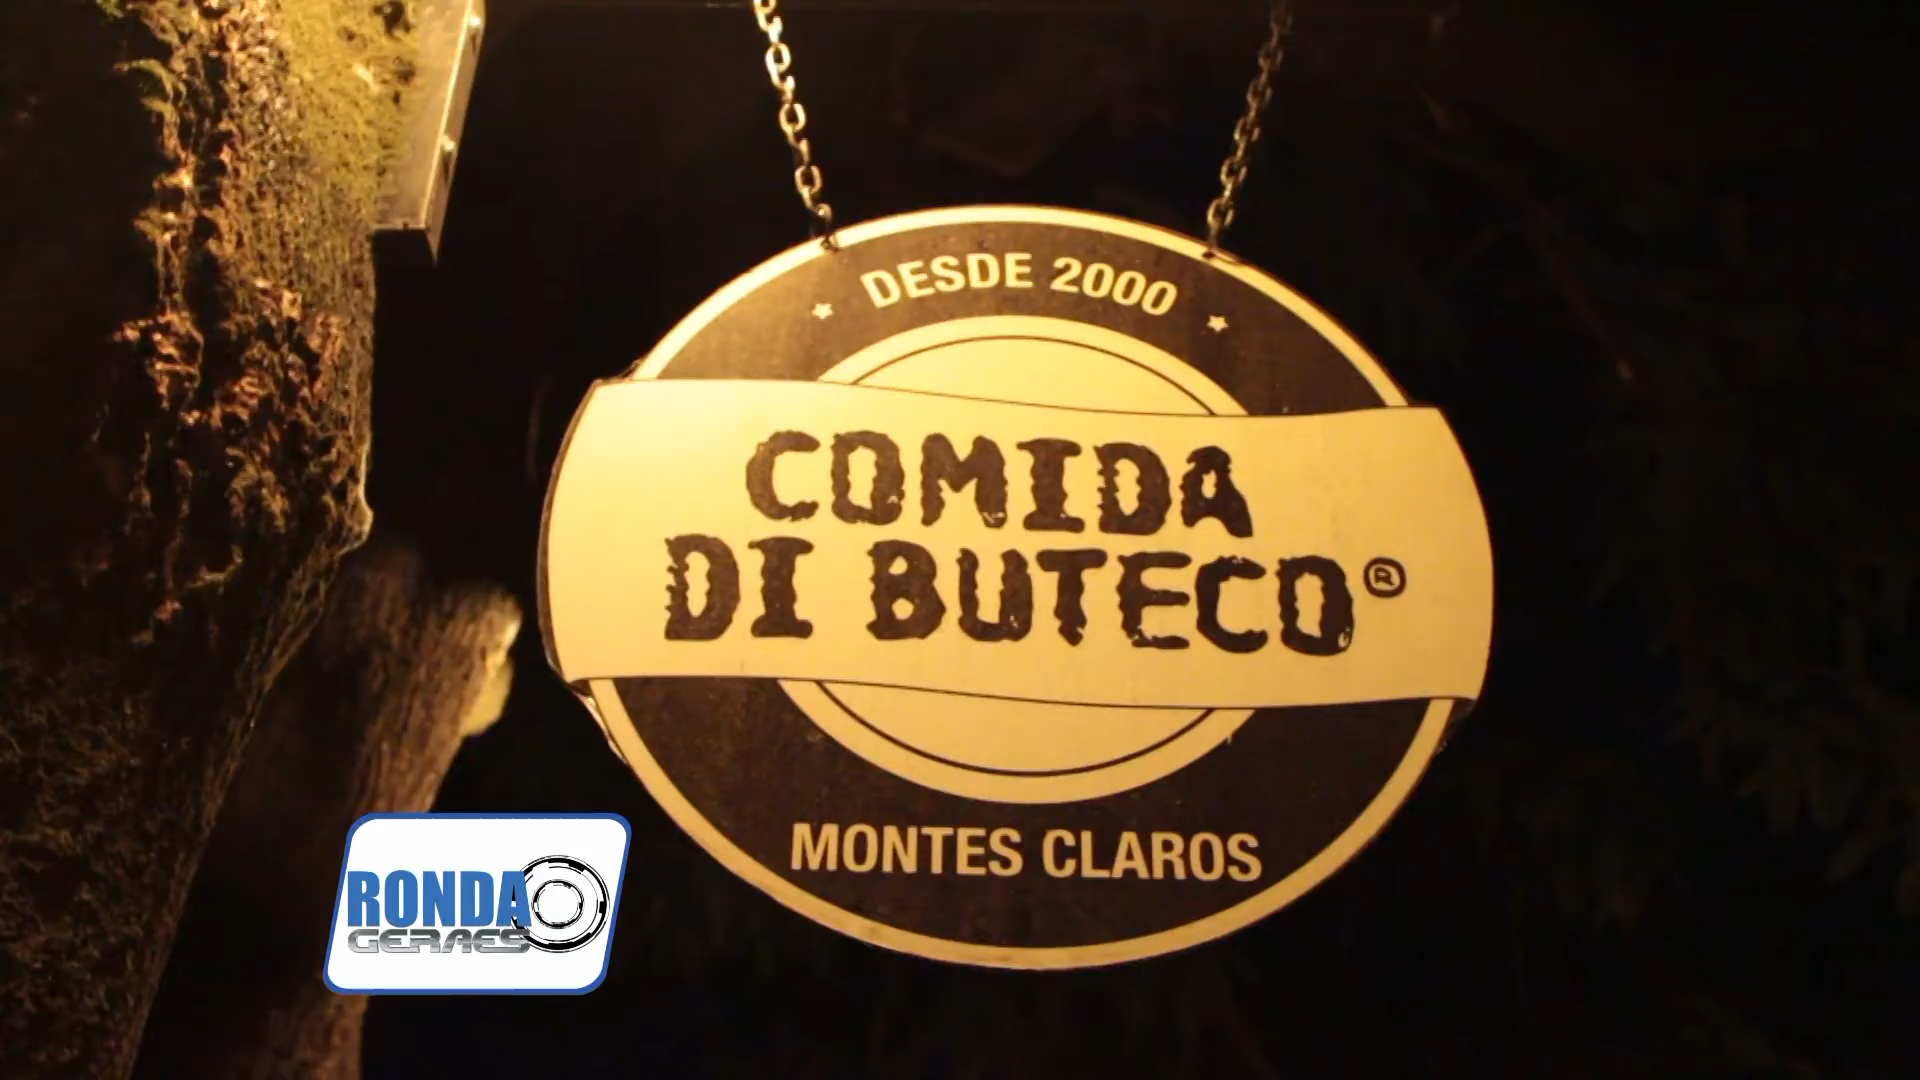 DESDE 2000
COMIDA
DI BUTECO®
MONTES CLAROS
RONDA
GERAES